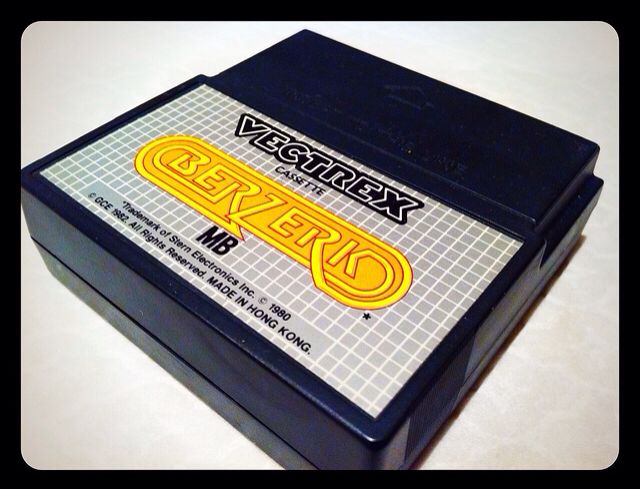 VECTREX
CASSETTE
BERZERK
MB
*
*Trademark of Stern Electronics Inc. © 1980
© GCE 1982. All Rights Reserved. MADE IN HONG KONG.